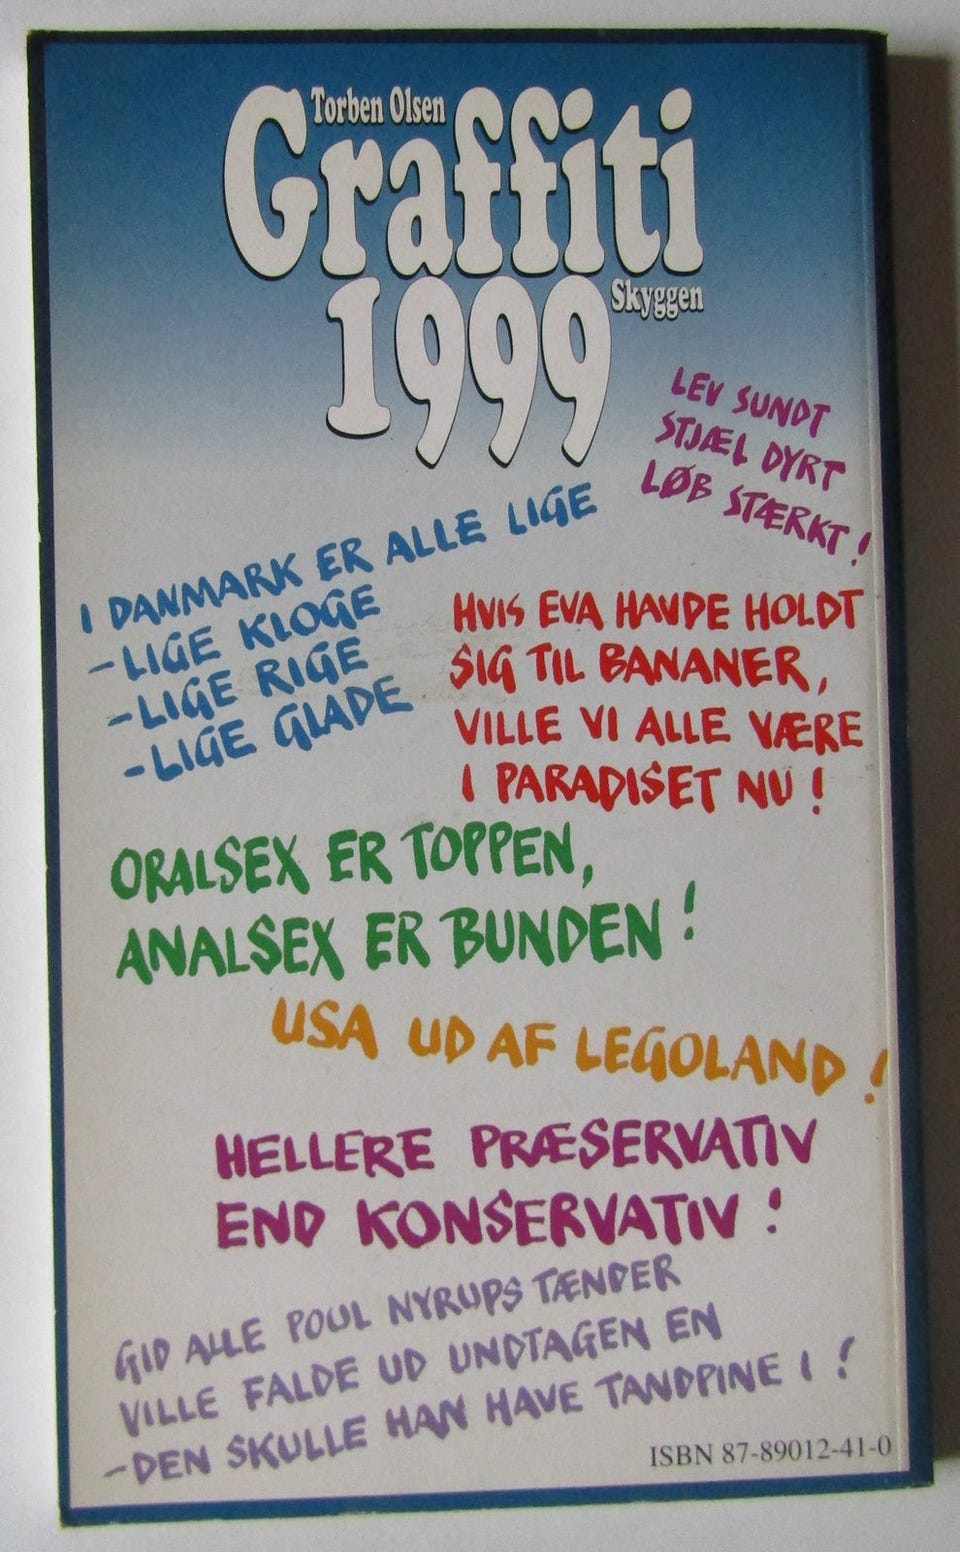 Torben Olsen
Graffiti
1999
Skyggen
LEV SUNDT
STJÆL DYRT
LØB STÆRKT!
I DANMARK ER ALLE LIGE
-LIGE KLOGE
-LIGE RIGE
-LIGE GLADE
HVIS EVA HAVDE HOLDT
SIG TIL BANANER,
VILLE VI ALLE VÆRE
I PARADISET NU!
ORALSEX ER TOPPEN,
ANALSEX ER BUNDEN!
USA UD AF LEGOLAND!
HELLERE PRÆSERVATIV
END KONSERVATIV!
GID ALLE POUL NYRUPS TÆNDER
VILLE FALDE UD UNDTAGEN EN
-DEN SKULLE HAN HAVE TANDPINE I!
ISBN 87-89012-41-0